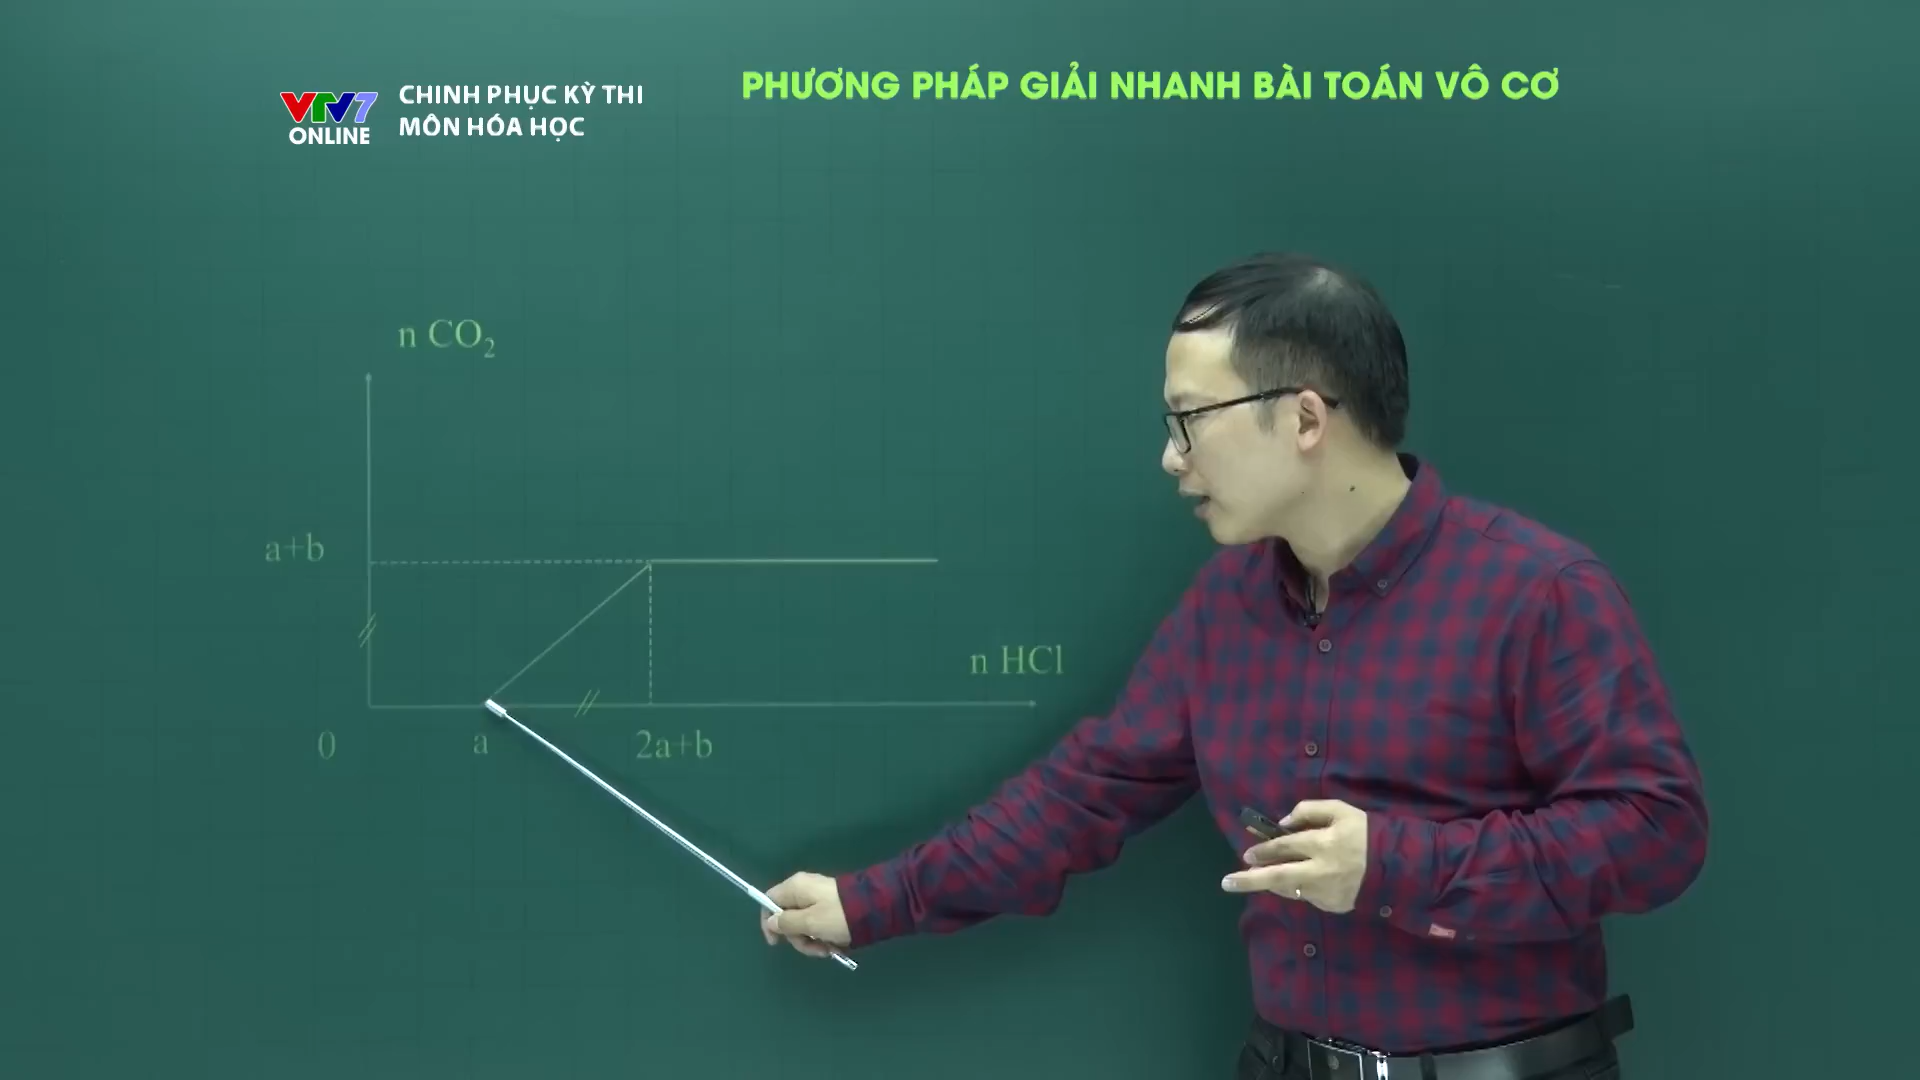 VTV7
ONLINE
CHINH PHỤC KỲ THI
MÔN HÓA HỌC
PHƯƠNG PHÁP GIẢI NHANH BÀI TOÁN VÔ CƠ
n CO₂
a+b
n HCl
0
a
2a+b